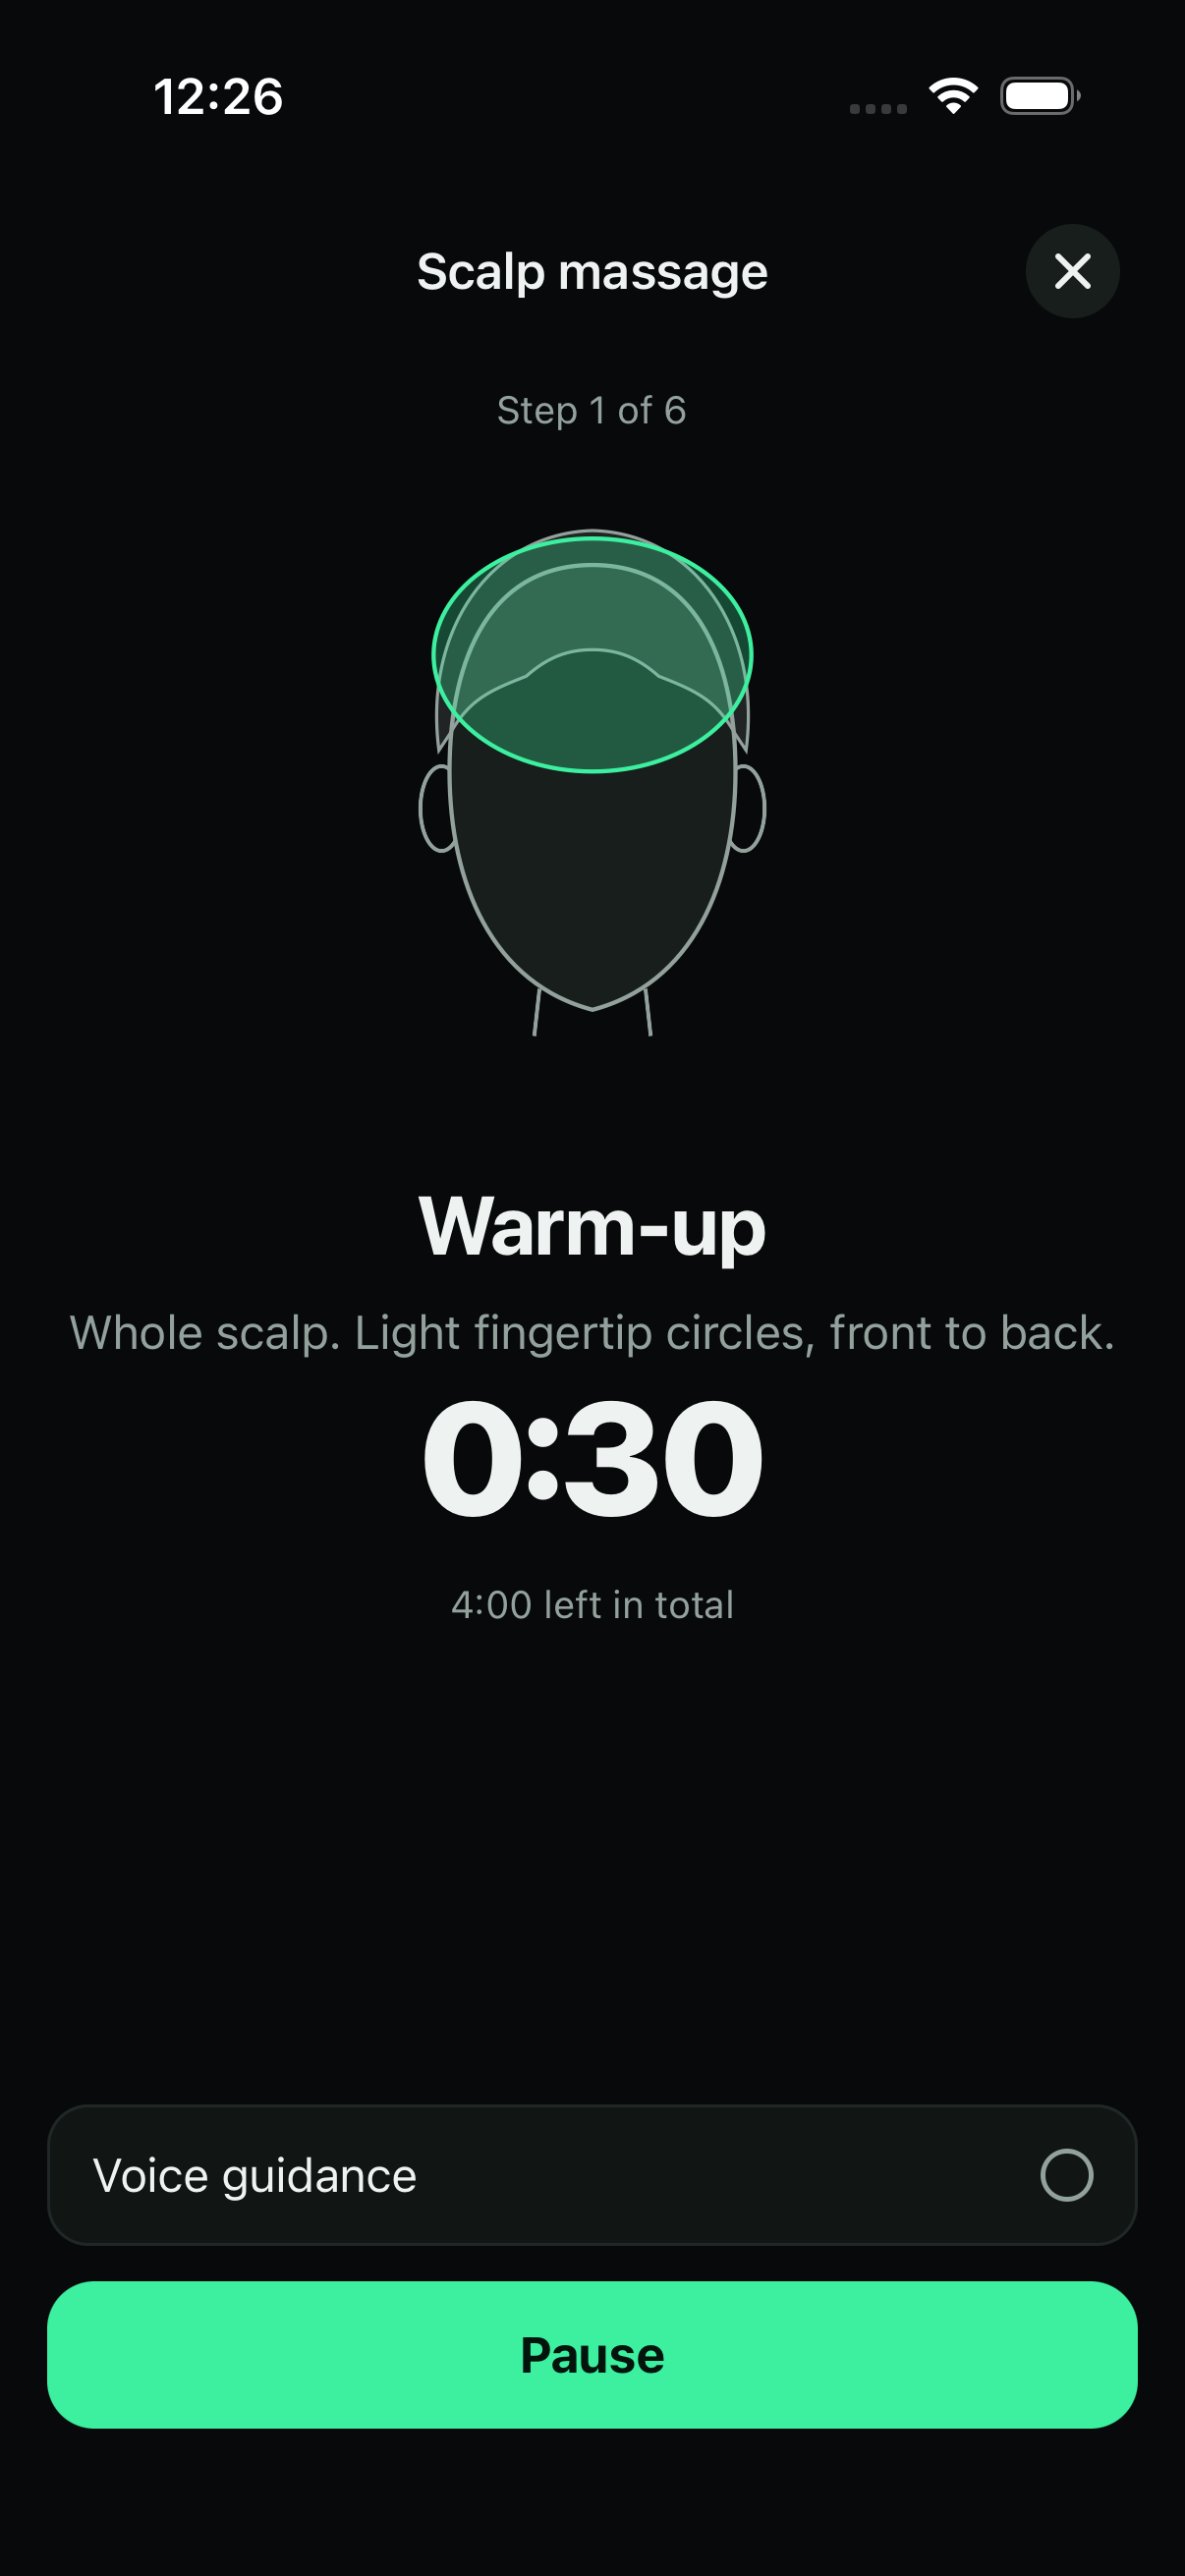 12:26
Scalp massage
Step 1 of 6
Warm-up
Whole scalp. Light fingertip circles, front to back.
0:30
4:00 left in total
Voice guidance
Pause